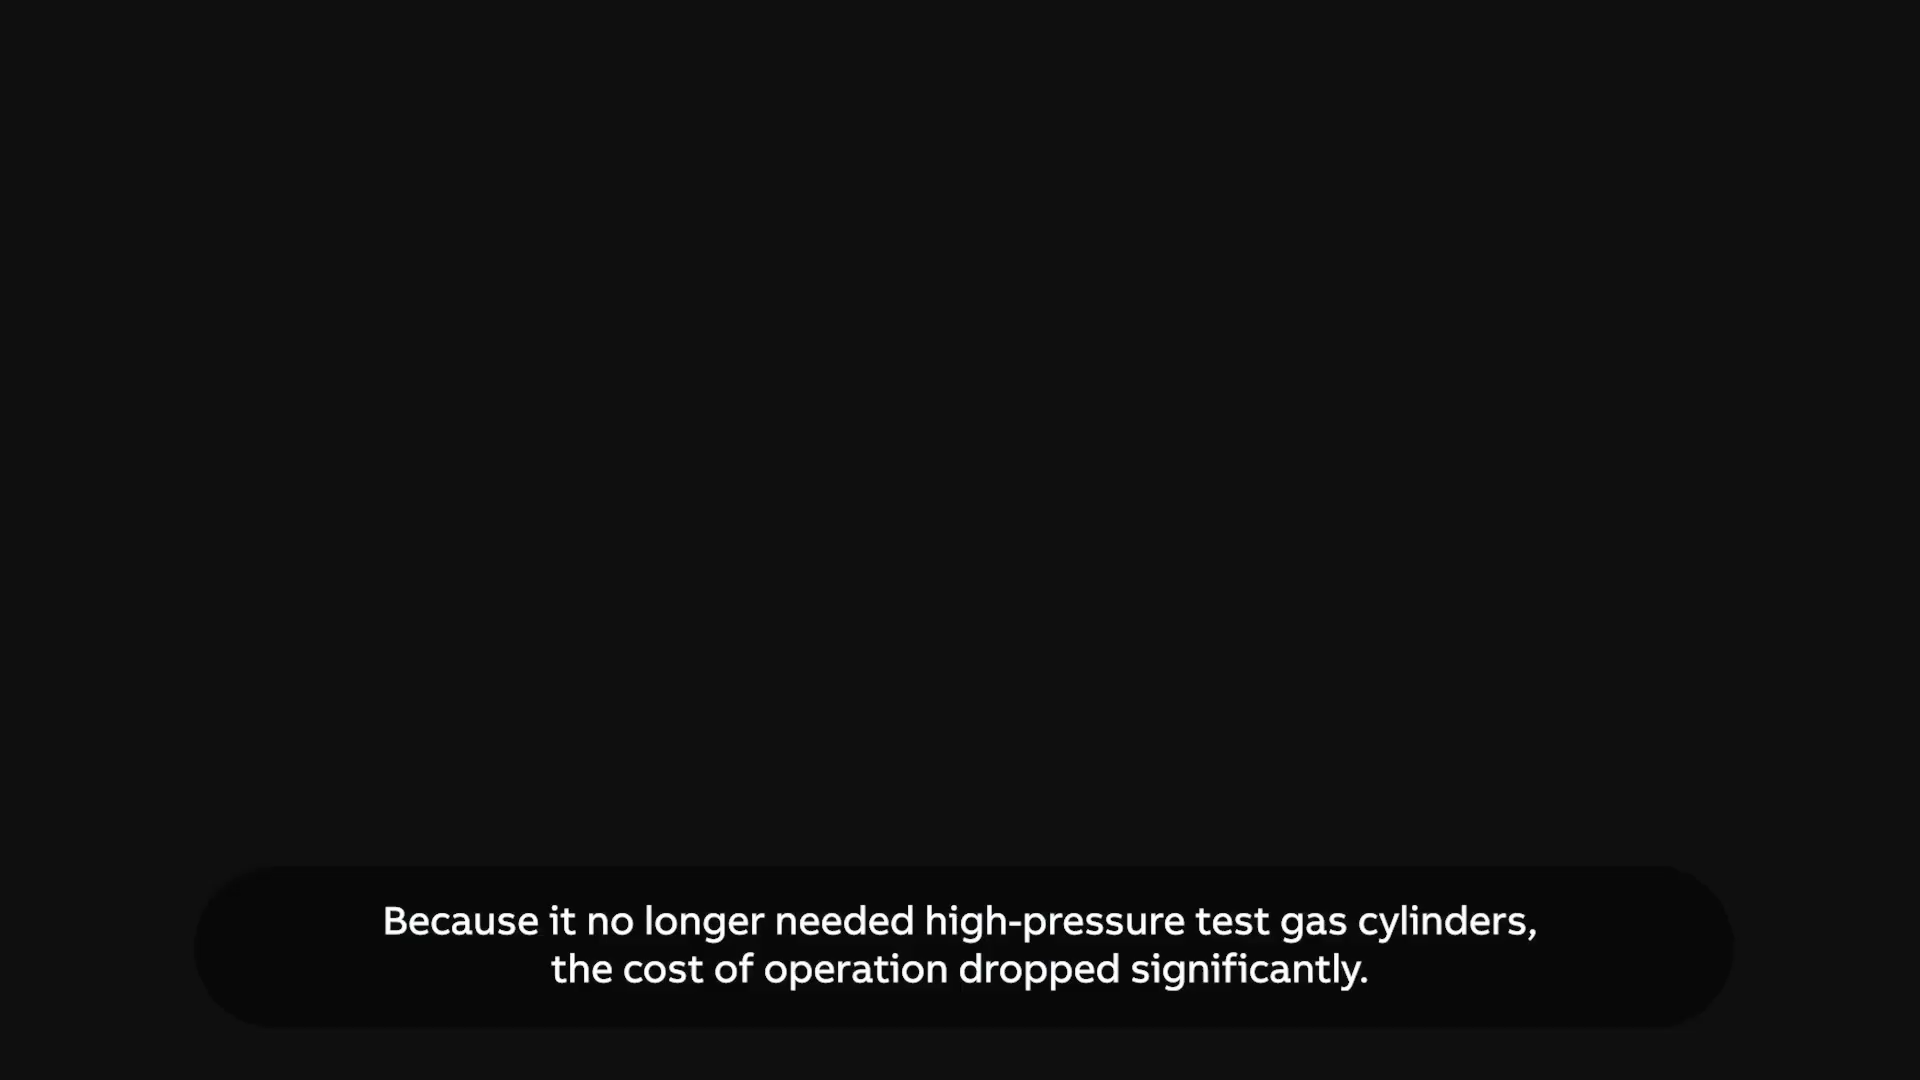 Because it no longer needed high-pressure test gas cylinders,
the cost of operation dropped significantly.